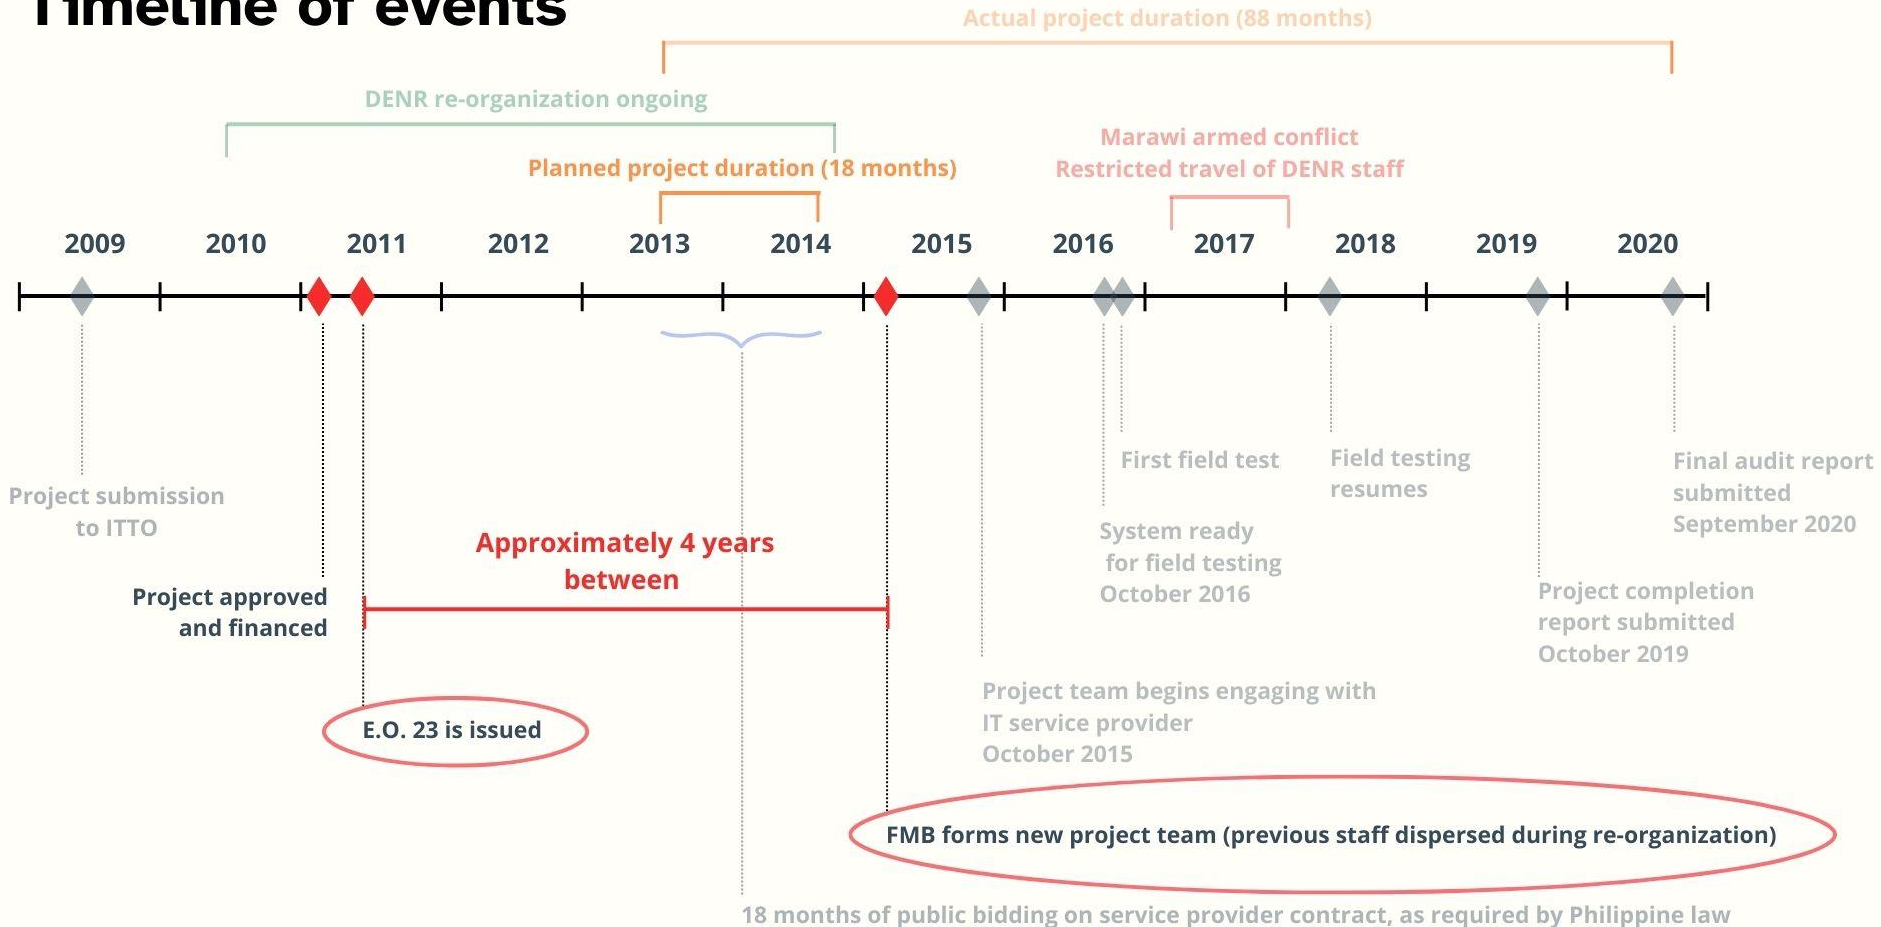 Timeline of events
Actual project duration (88 months)
DENR re-organization ongoing
Marawi armed conflict
Restricted travel of DENR staff
Planned project duration (18 months)
2009 2010 2011 2012 2013 2014 2015 2016 2017 2018 2019 2020
First field test
Field testing
resumes
Final audit report
submitted
September 2020
Project submission
to ITTO
System ready
for field testing
October 2016
Approximately 4 years
between
Project approved
and financed
Project completion
report submitted
October 2019
Project team begins engaging with
IT service provider
October 2015
E.O. 23 is issued
FMB forms new project team (previous staff dispersed during re-organization)
18 months of public bidding on service provider contract, as required by Philippine law